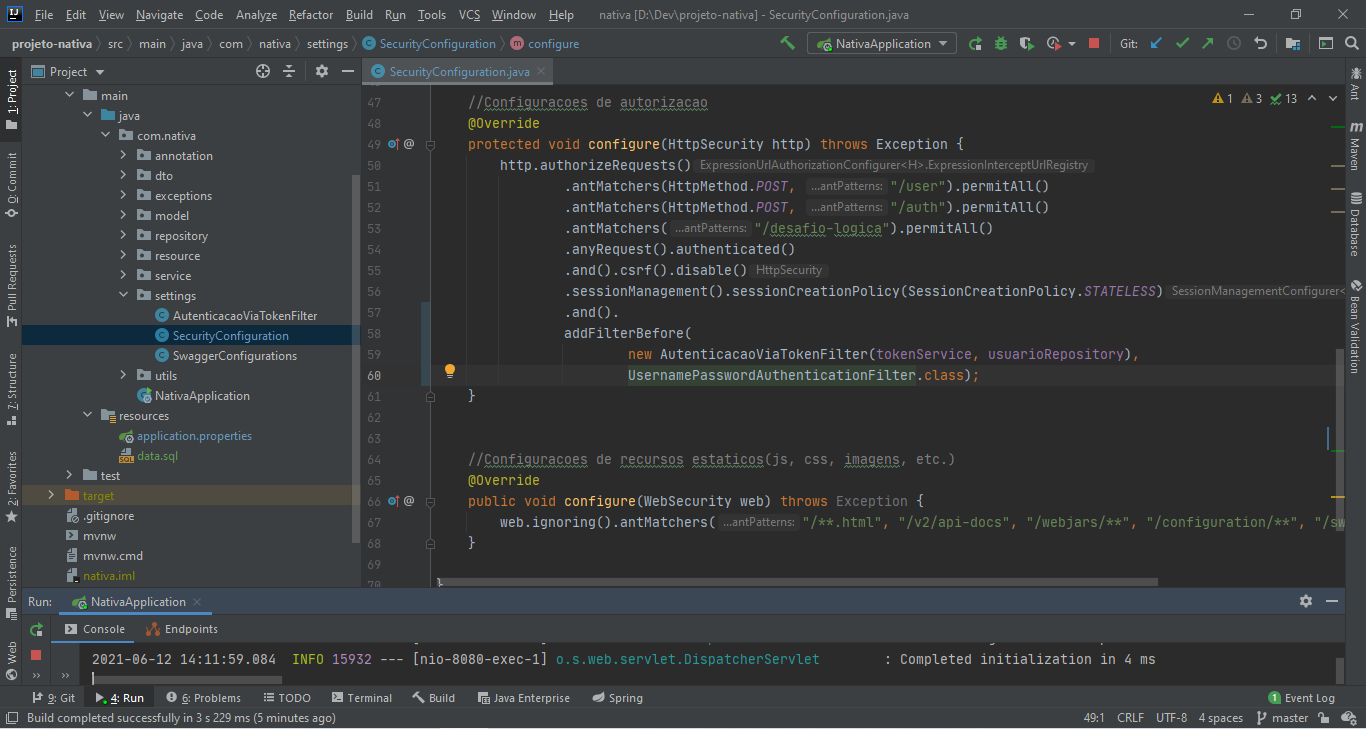 File Edit View Navigate Code Analyze Refactor Build Run Tools VCS Window Help nativa [D:\Dev\projeto-nativa] - SecurityConfiguration.java
projeto-nativa src main java com nativa settings SecurityConfiguration configure NativaApplication Git:
Project
SecurityConfiguration.java
1: Project
0: Commit
Pull Requests
7: Structure
2: Favorites
Persistence
Web
main
java
com.nativa
annotation
dto
exceptions
model
repository
resource
service
settings
AutenticacaoViaTokenFilter
SecurityConfiguration
SwaggerConfigurations
utils
NativaApplication
resources
application.properties
data.sql
test
target
.gitignore
mvnw
mvnw.cmd
nativa.iml
1 3 13
47 //Configuracoes de autorizacao
48 @Override
49 @ protected void configure(HttpSecurity http) throws Exception {
50 http.authorizeRequests() ExpressionUrlAuthorizationConfigurer<H>.ExpressionInterceptUrlRegistry
51 .antMatchers(HttpMethod.POST, ...antPatterns: "/user").permitAll()
52 .antMatchers(HttpMethod.POST, ...antPatterns: "/auth").permitAll()
53 .antMatchers( ...antPatterns: "/desafio-logica").permitAll()
54 .anyRequest().authenticated()
55 .and().csrf().disable() HttpSecurity
56 .sessionManagement().sessionCreationPolicy(SessionCreationPolicy.STATELESS) SessionManagementConfigurer<
57 .and().
58 addFilterBefore(
59 new AutenticacaoViaTokenFilter(tokenService, usuarioRepository),
60 UsernamePasswordAuthenticationFilter.class);
61 }
62
63
64 //Configuracoes de recursos estaticos(js, css, imagens, etc.)
65 @Override
66 @ public void configure(WebSecurity web) throws Exception {
67 web.ignoring().antMatchers( ...antPatterns: "/**.html", "/v2/api-docs", "/webjars/**", "/configuration/**", "/sw
68 }
69
70 }
Ant
Maven
Database
Bean Validation
Run: NativaApplication
Console Endpoints
2021-06-12 14:11:59.084 INFO 15932 --- [nio-8080-exec-1] o.s.web.servlet.DispatcherServlet : Completed initialization in 4 ms
9: Git 4: Run 6: Problems TODO Terminal Build Java Enterprise Spring 1 Event Log
Build completed successfully in 3 s 229 ms (5 minutes ago) 49:1 CRLF UTF-8 4 spaces master